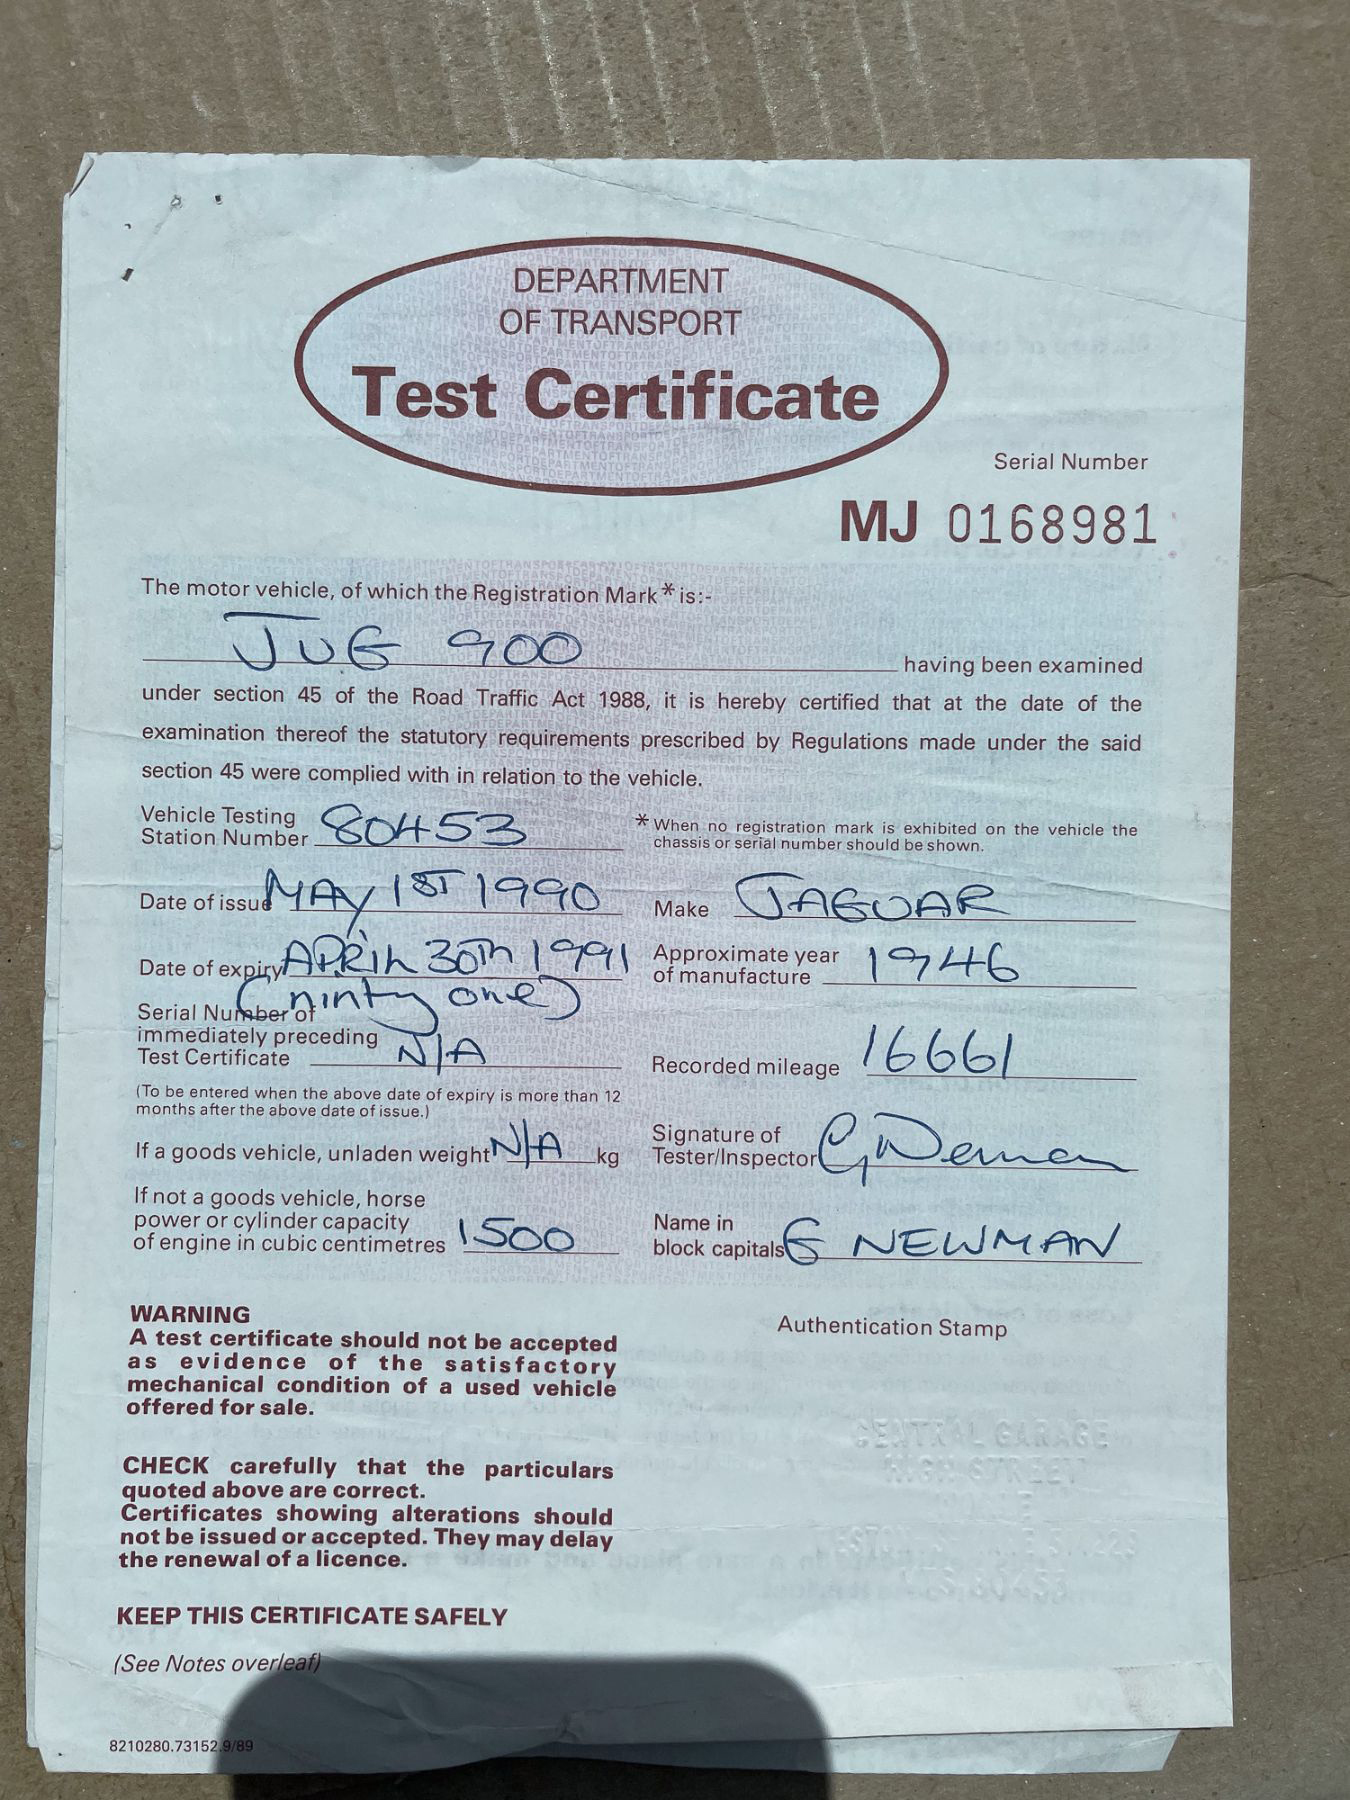 DEPARTMENT
OF TRANSPORT
Test Certificate
Serial Number
MJ 0168981
The motor vehicle, of which the Registration Mark * is:-
JUG 900 having been examined
under section 45 of the Road Traffic Act 1988, it is hereby certified that at the date of the
examination thereof the statutory requirements prescribed by Regulations made under the said
section 45 were complied with in relation to the vehicle.
Vehicle Testing
Station Number 80453
* When no registration mark is exhibited on the vehicle the
chassis or serial number should be shown.
Date of issue MAY 1ST 1990
Make JAGUAR
Date of expiry APRIL 30TH 1991
(ninty one)
Approximate year
of manufacture 1946
Serial Number of
immediately preceding
Test Certificate N/A
Recorded mileage 16661
(To be entered when the above date of expiry is more than 12
months after the above date of issue.)
If a goods vehicle, unladen weight N/A kg
Signature of
Tester/Inspector
If not a goods vehicle, horse
power or cylinder capacity
of engine in cubic centimetres 1500
Name in
block capitals G NEWMAN
WARNING
A test certificate should not be accepted
as evidence of the satisfactory
mechanical condition of a used vehicle
offered for sale.
Authentication Stamp
CENTRAL GARAGE
HIGH STREET
CHECK carefully that the particulars
quoted above are correct.
Certificates showing alterations should
not be issued or accepted. They may delay
the renewal of a licence.
KEEP THIS CERTIFICATE SAFELY
(See Notes overleaf)
8210280.73152.9/89